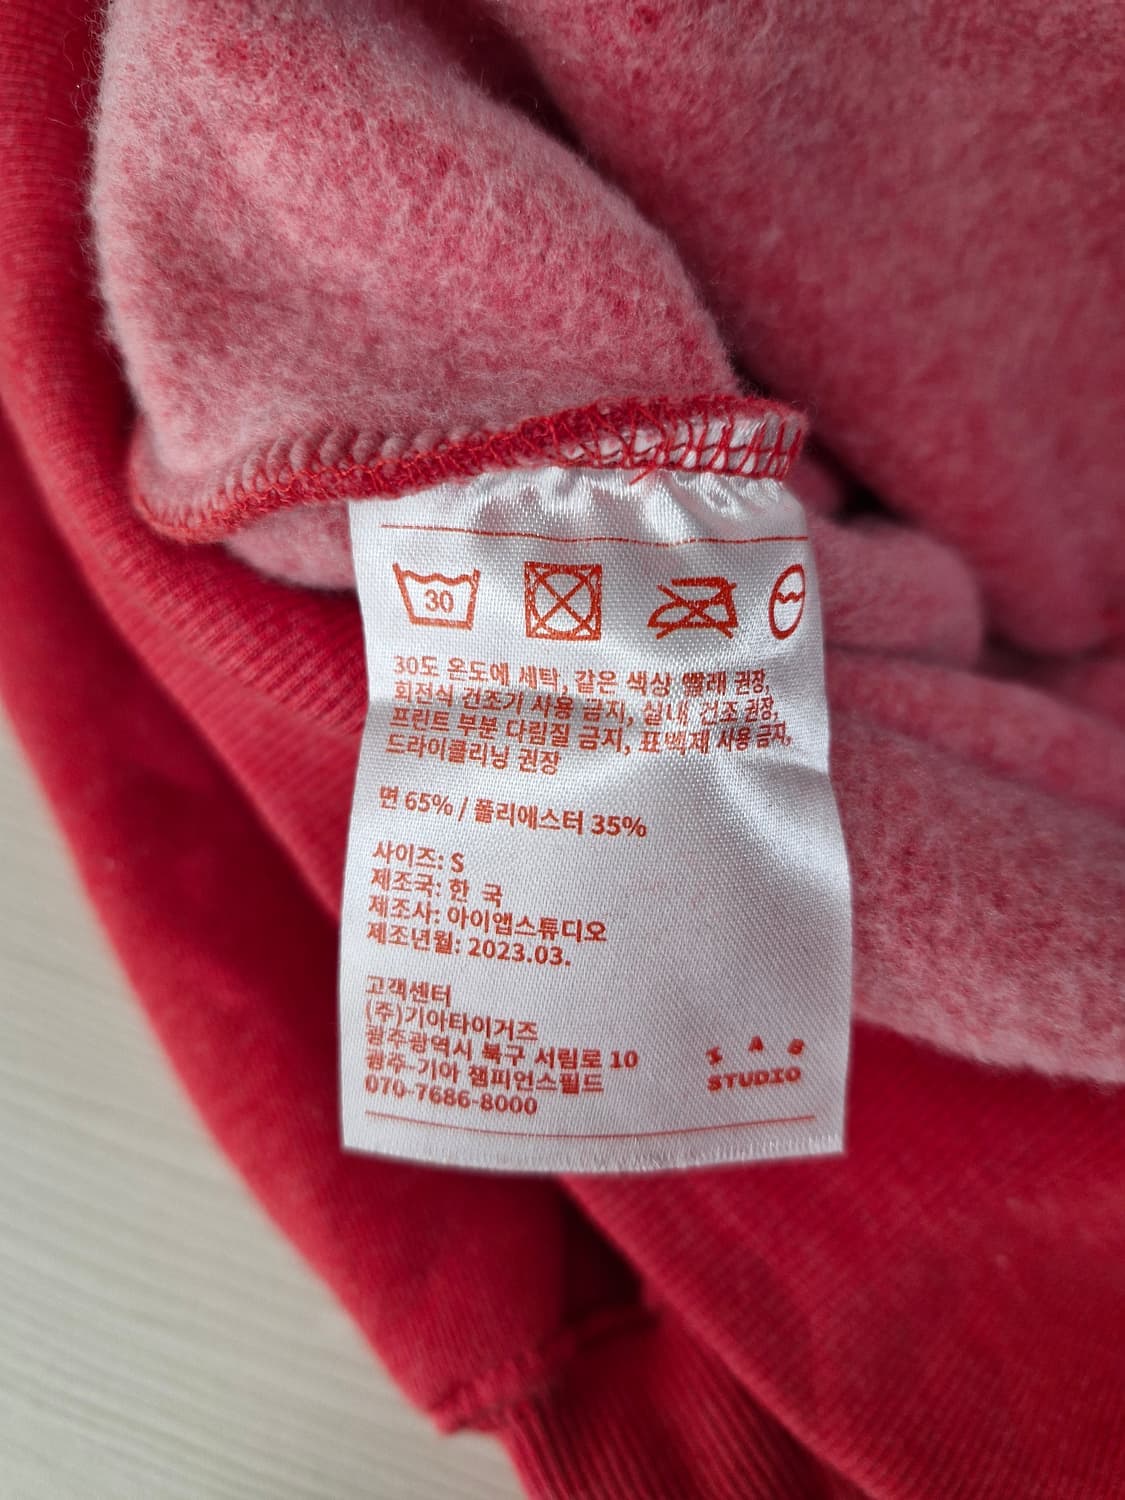 30
30도 온도에 세탁, 같은 색상 빨래 권장,
회전식 건조기 사용 금지, 실내 건조 권장,
프린트 부분 다림질 금지, 표백제 사용 금지,
드라이클리닝 권장
면 65% / 폴리에스터 35%
사이즈: S
제조국: 한 국
제조사: 아이앱스튜디오
제조년월: 2023.03.
고객센터
(주)기아타이거즈
광주광역시 북구 서림로 10
광주-기아 챔피언스필드
070-7686-8000
I A B
STUDIO